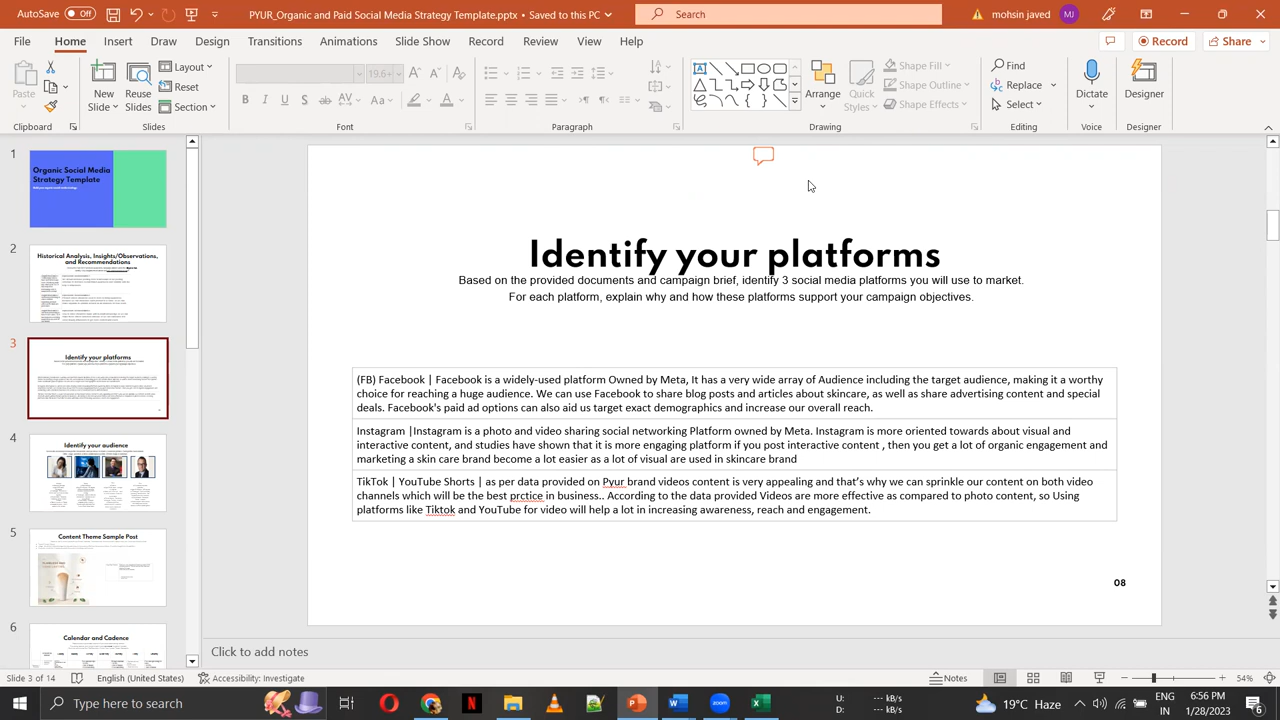 AutoSave Off PYUR_Organic and Paid Social Media Strategy Template.pptx • Saved to this PC Search mohsin javed MJ
File Home Insert Draw Design Transitions Animations Slide Show Record Review View Help Record Share
Paste New Slide Reuse Slides Layout Reset Section 19.6+ Arrange Quick Styles Shape Fill Shape Outline Shape Effects Find Replace Select Dictate Designer
Clipboard Slides Font Paragraph Drawing Editing Voice Designer
1
Organic Social Media
Strategy Template
2
Historical Analysis, Insights/Observations,
and Recommendations
3
Identify your platforms
4
Identify your audience
5
Content Theme Sample Post
6
Calendar and Cadence
Identify your platforms
Based on the provided documents and campaign brief, identify 3 social media platforms you will use to market.
For each platform, explain why and how these platforms support your campaign objectives.
(FB) Facebook | Facebook is a widely-used platform Owned by Meta, It has a very wide array of Audience including the target audience, making it a worthy
choice for reaching a huge audience. We can use Facebook to share blog posts and articles about skincare, as well as share advertising content and special
deals. Facebook's paid ad options can also aid us target exact demographics and increase our overall reach.
Instagram |Instagram is a photo and video sharing social networking Platform owned by Meta. Instagram is more oriented towards about visual and
interactive content, and studies have shown that it is more engaging platform if you pery interactive content , then you get a lot of organic engagement and
marketing a skin care brand become a lot easier as a lot of visual are used in skincare brand
Tiktok | YouTube Shorts | as per data provided on brand videos content is very appealing and that's why we can sprinkle our content on both video
channels which will be the best prctice in business.. According to the data provided Videos are more effective as compared to photo content, so Using
platforms like Tiktok and YouTube for video will help a lot in increasing awareness, reach and engagement.
08
Click to add notes
Slide 3 of 14 English (United States) Accessibility: Investigate Notes 54%
Type here to search U: --- kB/s D: --- kB/s 19°C Haze ENG IN 6:56 PM 1/28/2023 6